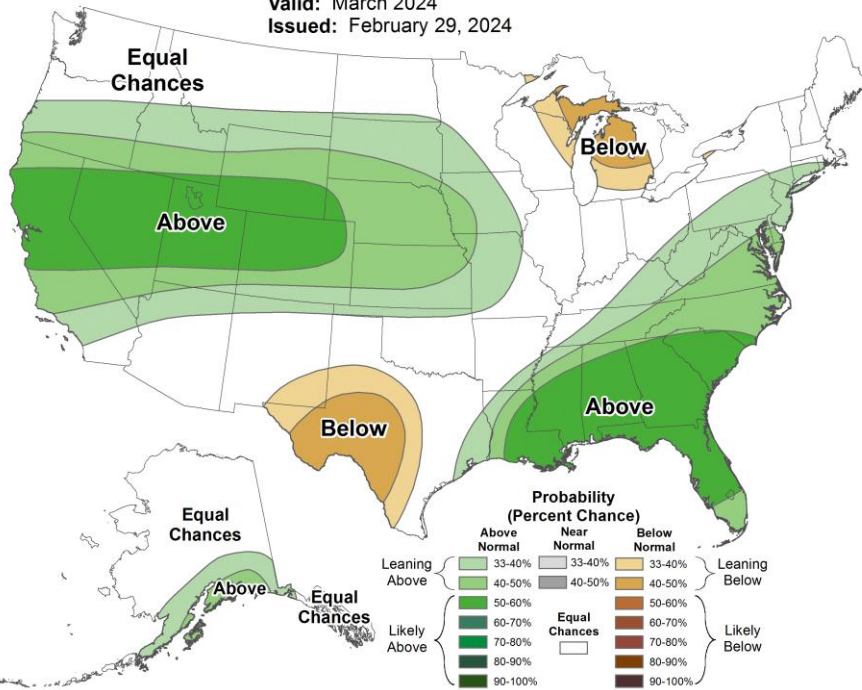 Valid: March 2024
Issued: February 29, 2024
Equal
Chances
Below
Above
Above
Below
Equal
Chances
Above
Equal
Chances
Probability
(Percent Chance)
Above
Normal
Near
Normal
Below
Normal
Leaning
Above
33-40%
33-40%
33-40%
Leaning
Below
40-50%
40-50%
40-50%
Likely
Above
50-60%
Equal
Chances
50-60%
Likely
Below
60-70%
60-70%
70-80%
70-80%
80-90%
80-90%
90-100%
90-100%